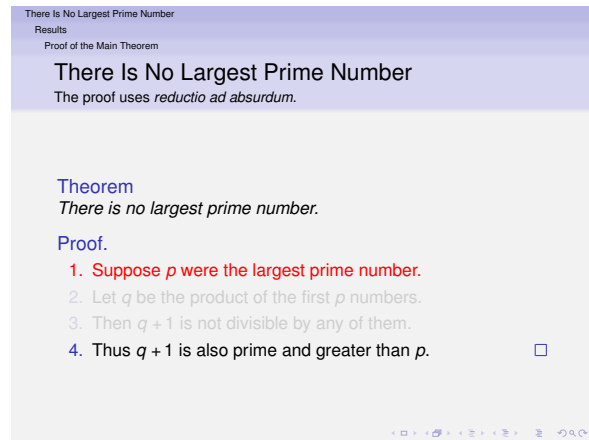 There Is No Largest Prime Number
Results
Proof of the Main Theorem
There Is No Largest Prime Number
The proof uses reductio ad absurdum.
Theorem
There is no largest prime number.
Proof.
1. Suppose p were the largest prime number.
2. Let q be the product of the first p numbers.
3. Then q + 1 is not divisible by any of them.
4. Thus q + 1 is also prime and greater than p. □